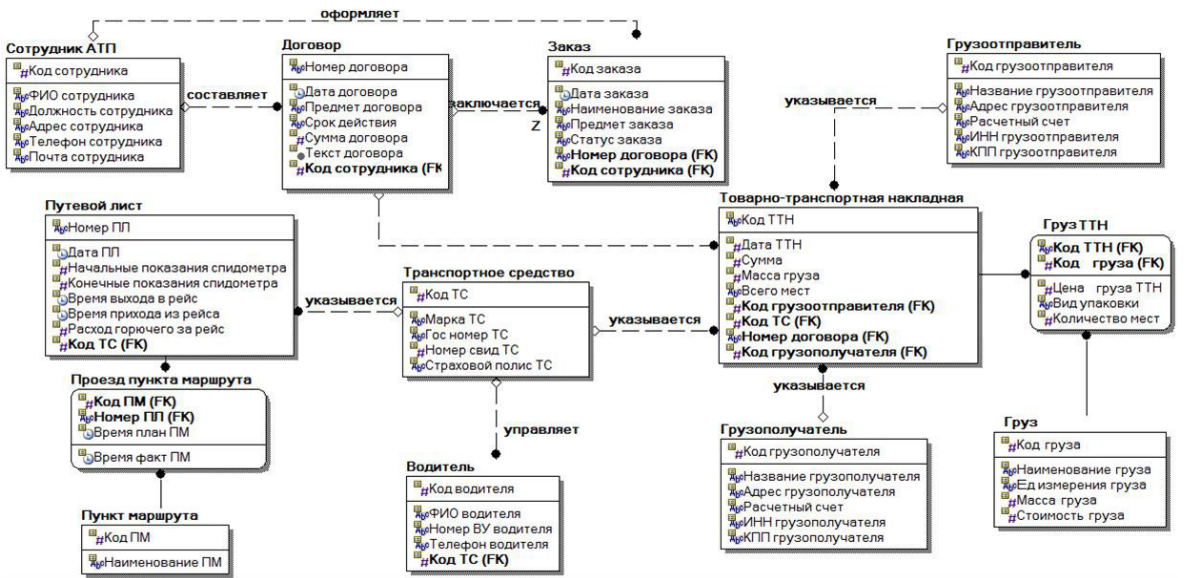 оформляет
Сотрудник АТП
Код сотрудника
ФИО сотрудника
Должность сотрудника
Адрес сотрудника
Телефон сотрудника
Почта сотрудника
составляет
Договор
Номер договора
Дата договора
Предмет договора
Срок действия
Сумма договора
Текст договора
Код сотрудника (FK
заключается
Z
Заказ
Код заказа
Дата заказа
Наименование заказа
Предмет заказа
Статус заказа
Номер договора (FK)
Код сотрудника (FK)
Грузоотправитель
Код грузоотправителя
Название грузоотправителя
Адрес грузоотправителя
Расчетный счет
ИНН грузоотправителя
КПП грузоотправителя
указывается
Путевой лист
Номер ПЛ
Дата ПЛ
Начальные показания спидометра
Конечные показания спидометра
Время выхода в рейс
Время прихода из рейса
Расход горючего за рейс
Код ТС (FK)
указывается
Транспортное средство
Код ТС
Марка ТС
Гос номер ТС
Номер свид ТС
Страховой полис ТС
указывается
Товарно-транспортная накладная
Код ТТН
Дата ТТН
Сумма
Масса груза
Всего мест
Код грузоотправителя (FK)
Код ТС (FK)
Номер договора (FK)
Код грузополучателя (FK)
Груз ТТН
Код ТТН (FK)
Код груза (FK)
Цена груза ТТН
Вид упаковки
Количество мест
Проезд пункта маршрута
Код ПМ (FK)
Номер ПЛ (FK)
Время план ПМ
Время факт ПМ
управляет
указывается
Пункт маршрута
Код ПМ
Наименование ПМ
Водитель
Код водителя
ФИО водителя
Номер ВУ водителя
Телефон водителя
Код ТС (FK)
Грузополучатель
Код грузополучателя
Название грузополучателя
Адрес грузополучателя
Расчетный счет
ИНН грузополучателя
КПП грузополучателя
Груз
Код груза
Наименование груза
Ед измерения груза
Масса груза
Стоимость груза